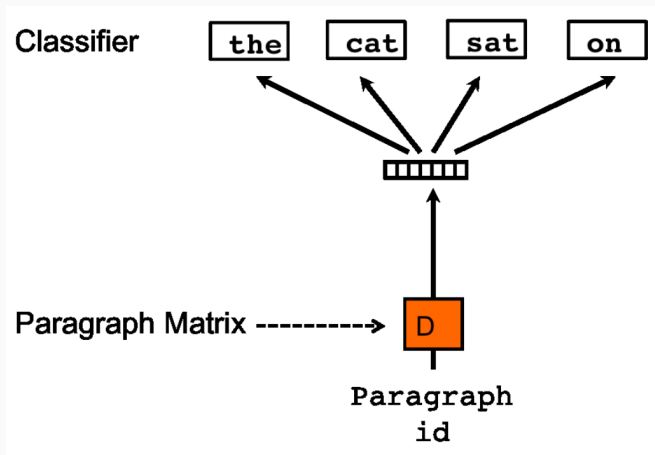 Classifier
the cat sat on
Paragraph Matrix
D
Paragraph
id